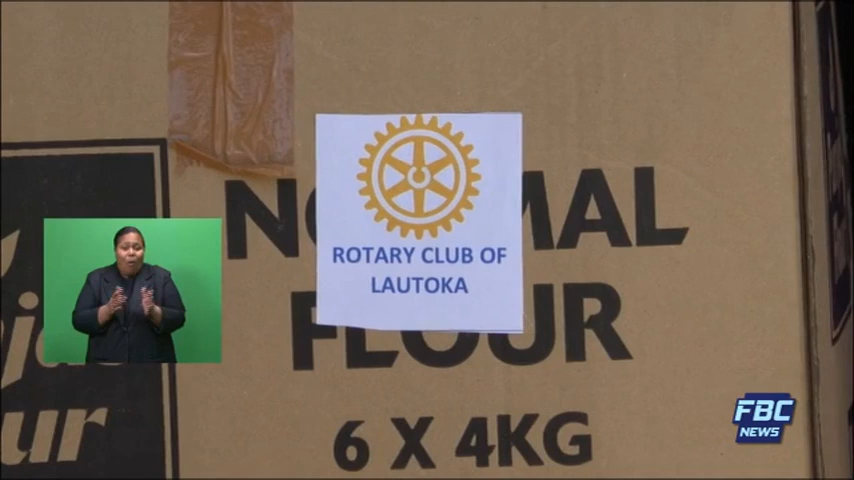 ROTARY CLUB OF
LAUTOKA
FLOUR
6 X 4KG
FBC
NEWS